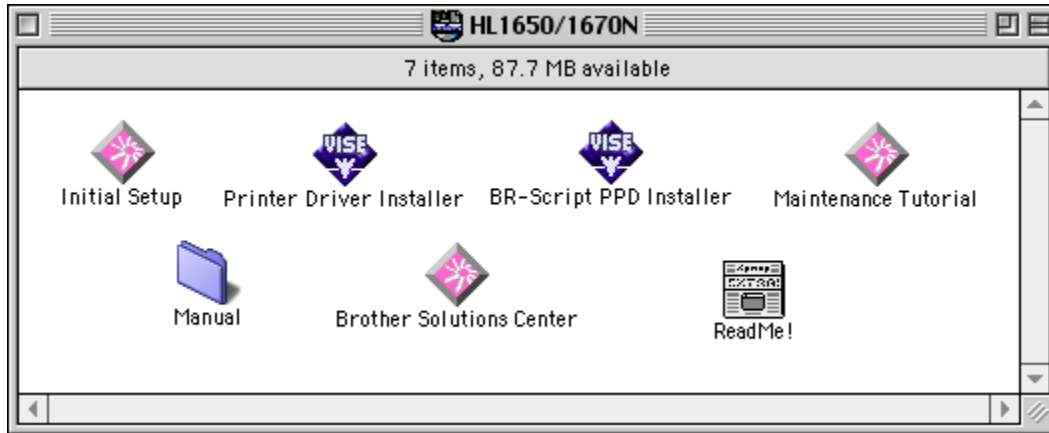 HL1650/1670N
7 items, 87.7 MB available
VISE VISE
Initial Setup Printer Driver Installer BR-Script PPD Installer Maintenance Tutorial
Manual Brother Solutions Center ReadMe!